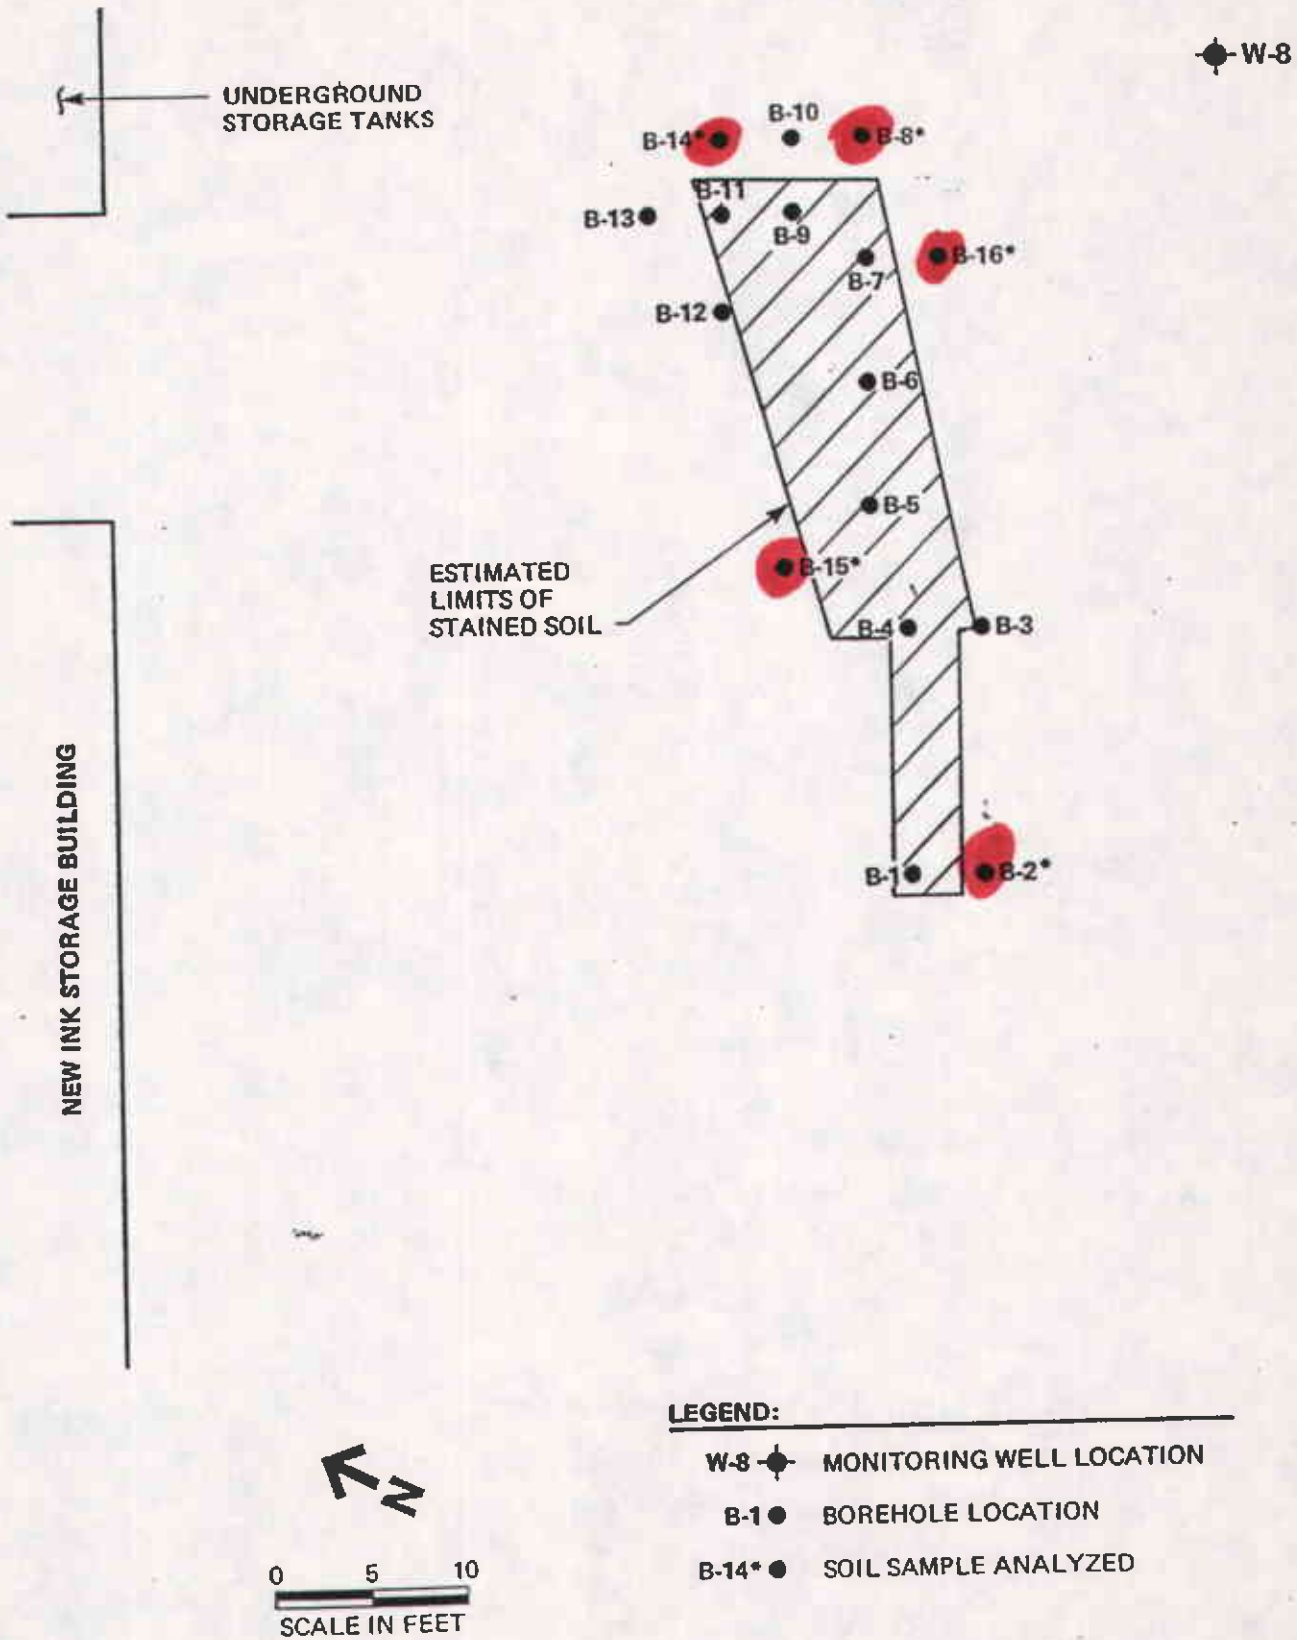 W-8
UNDERGROUND
STORAGE TANKS
B-10
B-14*
B-8*
B-11
B-13
B-9
B-16*
B-7
B-12
B-6
B-5
ESTIMATED
LIMITS OF
STAINED SOIL
B-15*
B-4
B-3
NEW INK STORAGE BUILDING
B-1
B-2*
LEGEND:
W-8 MONITORING WELL LOCATION
B-1 BOREHOLE LOCATION
B-14* SOIL SAMPLE ANALYZED
N
0 5 10
SCALE IN FEET